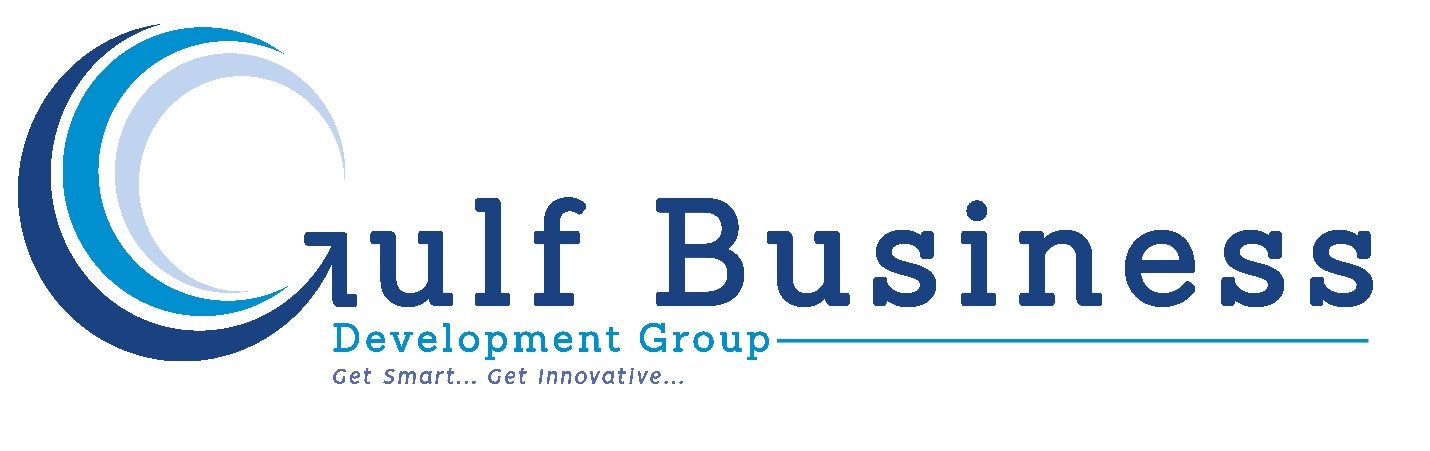 Gulf Business
Development Group
Get Smart... Get Innovative...